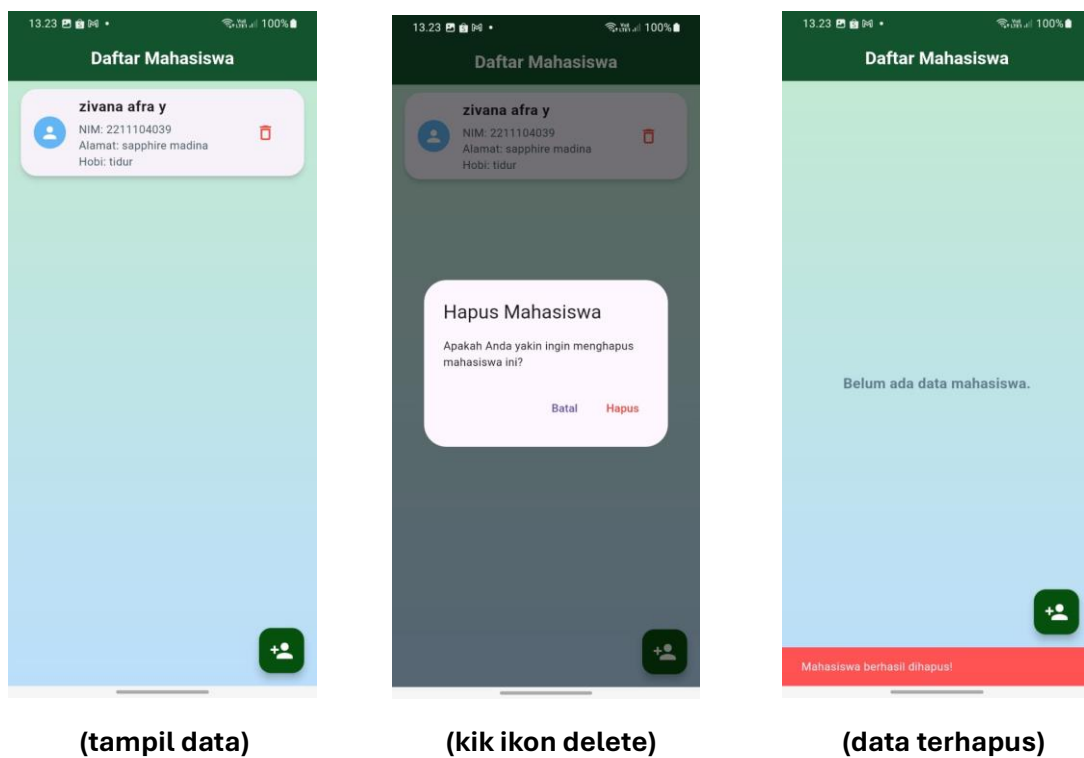 13.23
100%
Daftar Mahasiswa
zivana afra y
NIM: 2211104039
Alamat: sapphire madina
Hobi: tidur
(tampil data)
13.23
100%
Daftar Mahasiswa
zivana afra y
NIM: 2211104039
Alamat: sapphire madina
Hobi: tidur
Hapus Mahasiswa
Apakah Anda yakin ingin menghapus
mahasiswa ini?
Batal Hapus
(kik ikon delete)
13.23
100%
Daftar Mahasiswa
Belum ada data mahasiswa.
Mahasiswa berhasil dihapus!
(data terhapus)